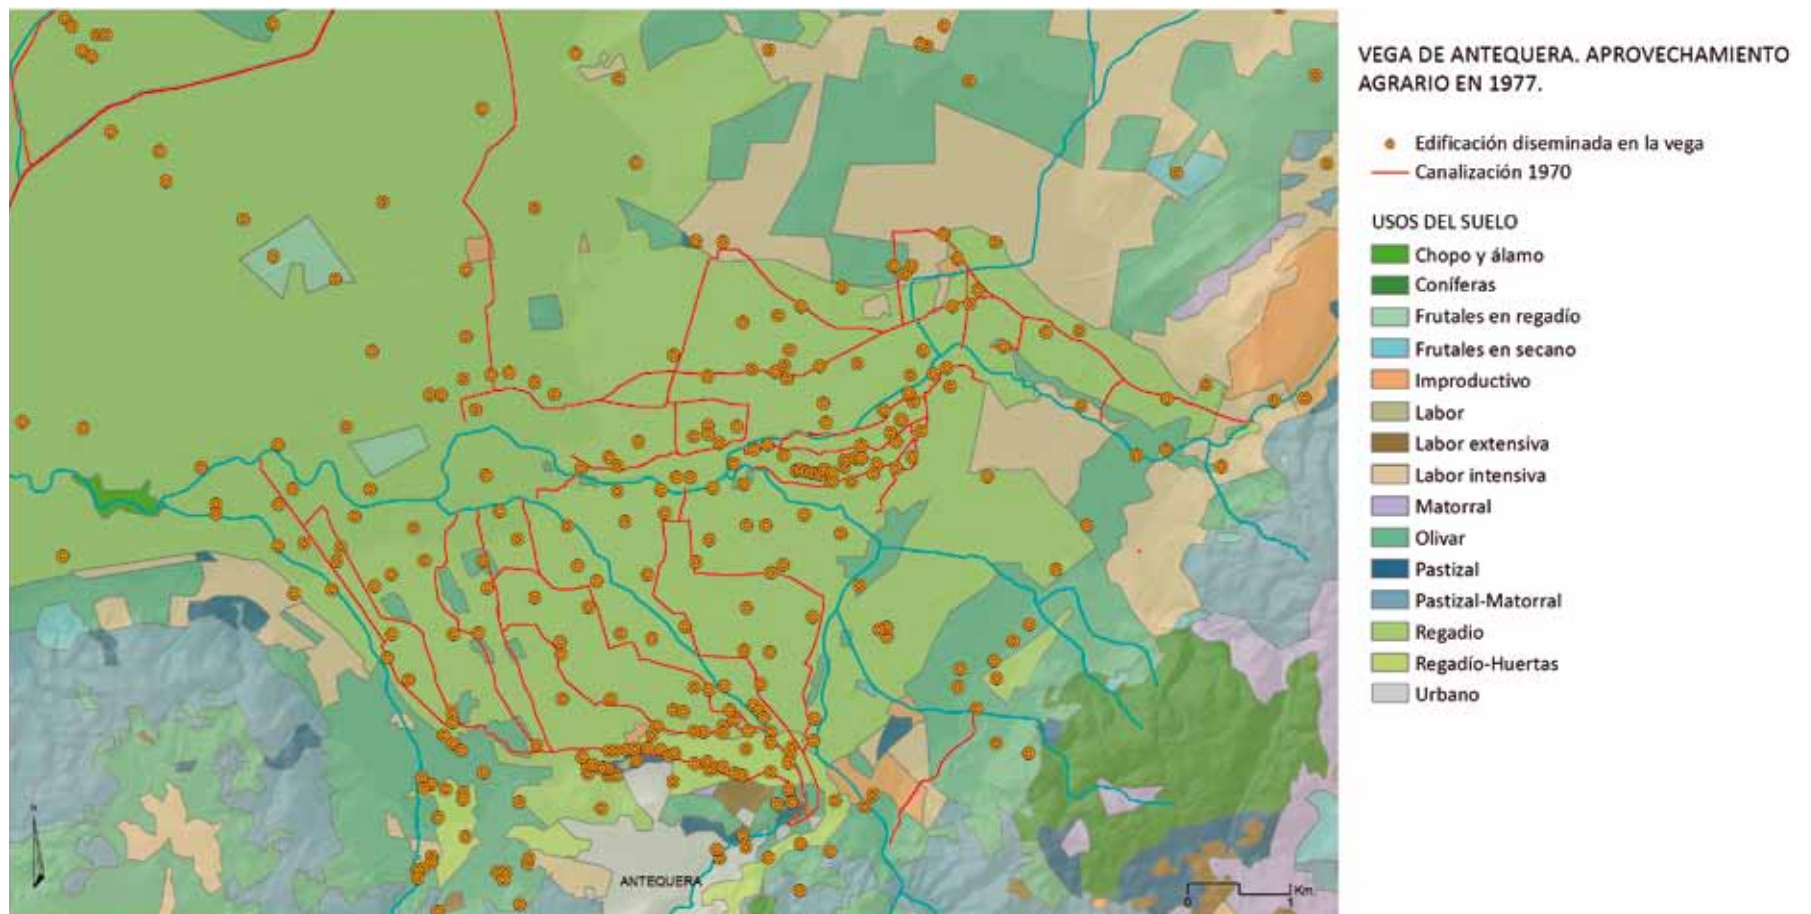 VEGA DE ANTEQUERA. APROVECHAMIENTO
AGRARIO EN 1977.
Edificación diseminada en la vega
Canalización 1970
USOS DEL SUELO
Chopo y álamo
Coníferas
Frutales en regadío
Frutales en secano
Improductivo
Labor
Labor extensiva
Labor intensiva
Matorral
Olivar
Pastizal
Pastizal-Matorral
Regadio
Regadío-Huertas
Urbano
N
ANTEQUERA
Km.
0 1